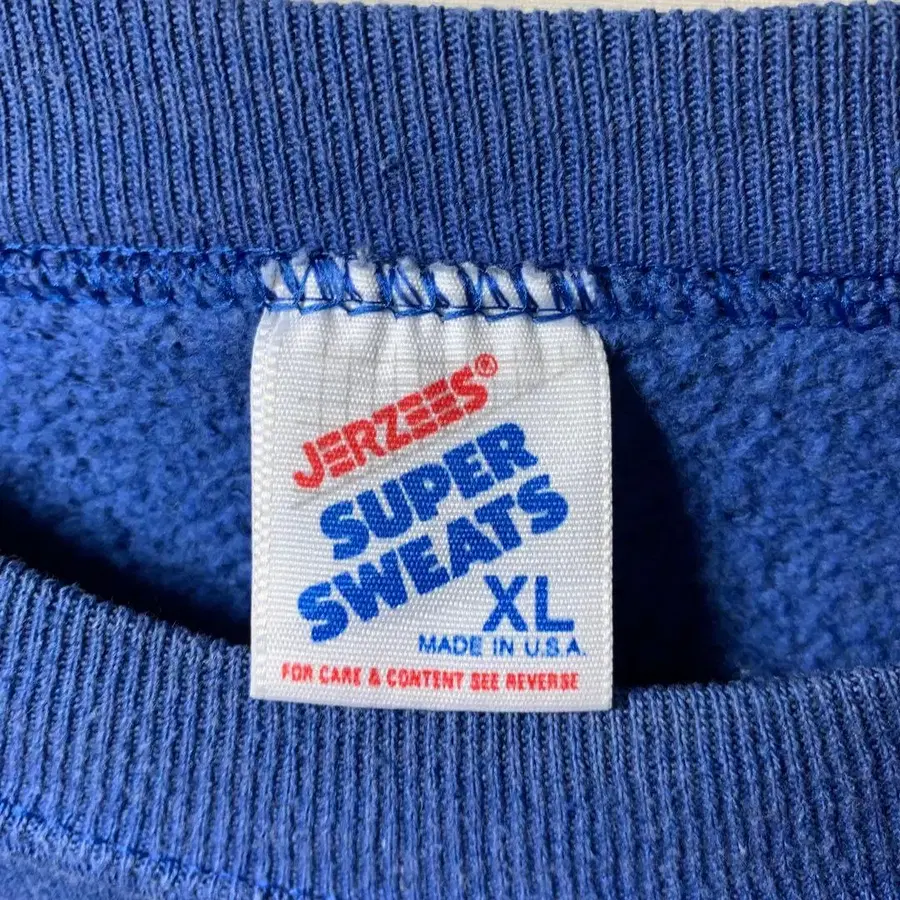 JERZEES®
SUPER
SWEATS
XL
MADE IN U.S.A.
FOR CARE & CONTENT SEE REVERSE